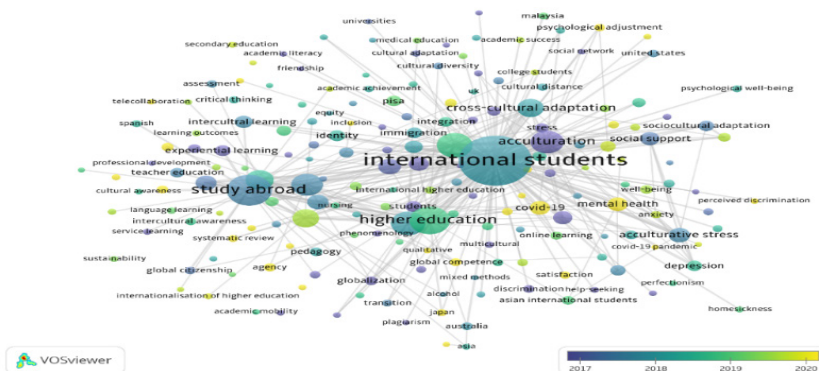 malaysia
universities
psychological adjustment
medical education
academic success
secondary education
academic literacy
cultural adaptation
social network
united states
friendship
cultural diversity
college students
assessment
academic achievement
uk
cultural distance
psychological well-being
telecollaboration
critical thinking
pisa
cross-cultural adaptation
equity
spanish
intercultral learning
inclusion
integration
stress
sociocultural adaptation
learning outcomes
identity
immigration
acculturation
social support
experiential learning
professional development
international students
teacher education
cultural awareness
study abroad
international higher education
well-being
nursing
perceived discrimination
language learning
students
covid-19
mental health
intercultural awareness
higher education
anxiety
service-learning
phenomenology
online learning
acculturative stress
systematic review
qualitative
multicultural
covid-19 pandemic
pedagogy
sustainability
global citizenship
agency
global competence
depression
globalization
mixed methods
satisfaction
discrimination
help-seeking
perfectionism
internationalisation of higher education
alcohol
asian international students
transition
academic mobility
japan
homesickness
plagiarism
australia
asia
VOSviewer
2017
2018
2019
2020